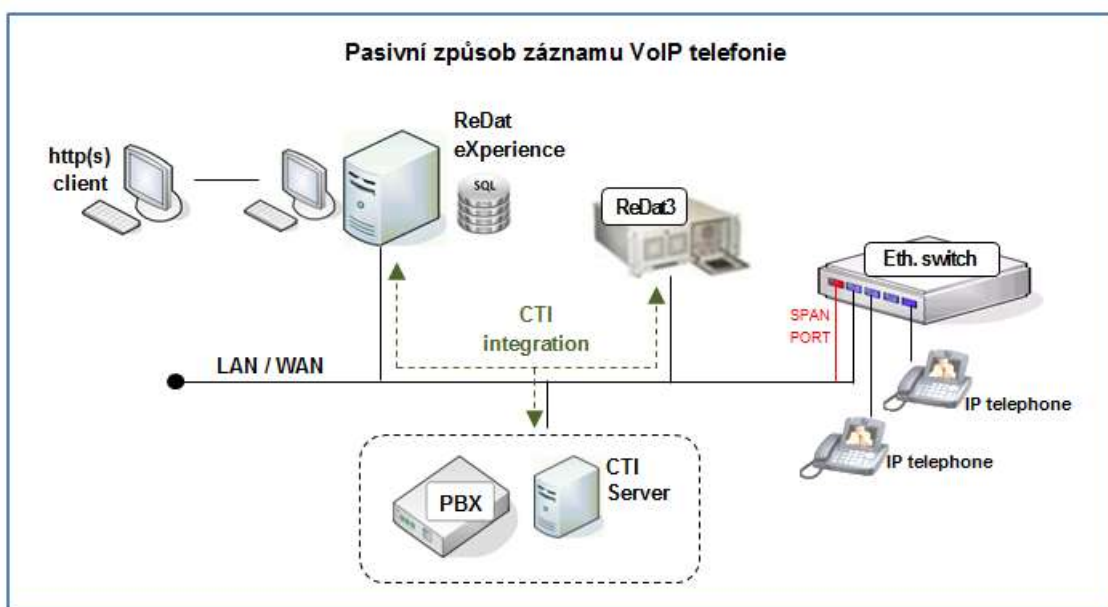 Pasivní způsob záznamu VoIP telefonie
http(s)
client
ReDat
eXperience
SQL
ReDat3
Eth. switch
SPAN
PORT
CTI
integration
LAN / WAN
IP telephone
IP telephone
PBX
CTI
Server